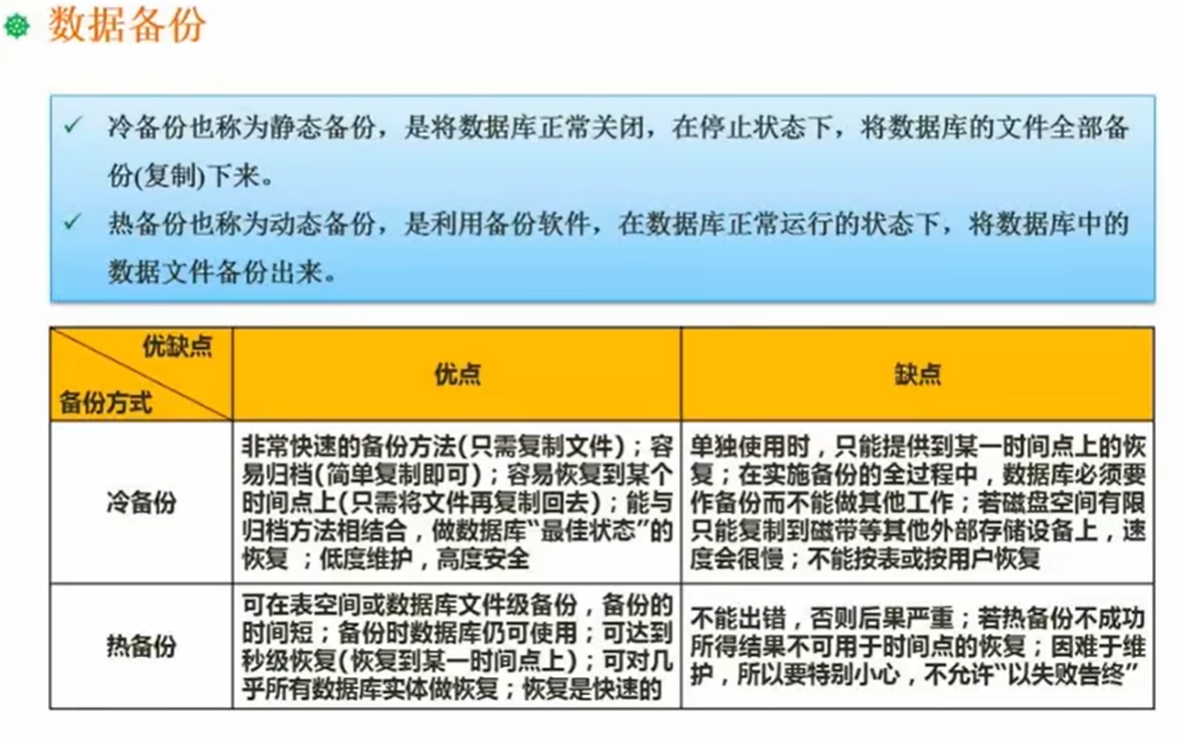 数据备份
冷备份也称为静态备份，是将数据库正常关闭，在停止状态下，将数据库的文件全部备
份(复制)下来。
热备份也称为动态备份，是利用备份软件，在数据库正常运行的状态下，将数据库中的
数据文件备份出来。
优缺点
备份方式
优点
缺点
冷备份
非常快速的备份方法(只需复制文件)；容
易归档(简单复制即可)；容易恢复到某个
时间点上(只需将文件再复制回去)；能与
归档方法相结合，做数据库“最佳状态”的
恢复 ；低度维护，高度安全
单独使用时，只能提供到某一时间点上的恢
复；在实施备份的全过程中，数据库必须要
作备份而不能做其他工作；若磁盘空间有限
只能复制到磁带等其他外部存储设备上，速
度会很慢；不能按表或按用户恢复
热备份
可在表空间或数据库文件级备份，备份的
时间短；备份时数据库仍可使用；可达到
秒级恢复(恢复到某一时间点上)；可对几
乎所有数据库实体做恢复；恢复是快速的
不能出错，否则后果严重；若热备份不成功
所得结果不可用于时间点的恢复；困难于维
护，所以要特别小心，不允许“以失败告终”